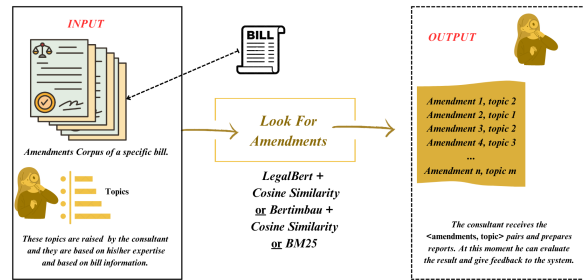 INPUT
Amendments Corpus of a specific bill.
Topics
These topics are raised by the consultant
and they are based on his/her expertise
and based on bill information.
BILL
Look For
Amendments
LegalBert +
Cosine Similarity
or Bertimbau +
Cosine Similarity
or BM25
OUTPUT
Amendment 1, topic 2
Amendment 2, topic 1
Amendment 3, topic 2
Amendment 4, topic 3
...
Amendment n, topic m
The consultant receives the
<amendments, topic> pairs and prepares
reports. At this moment he can evaluate
the result and give feedback to the system.